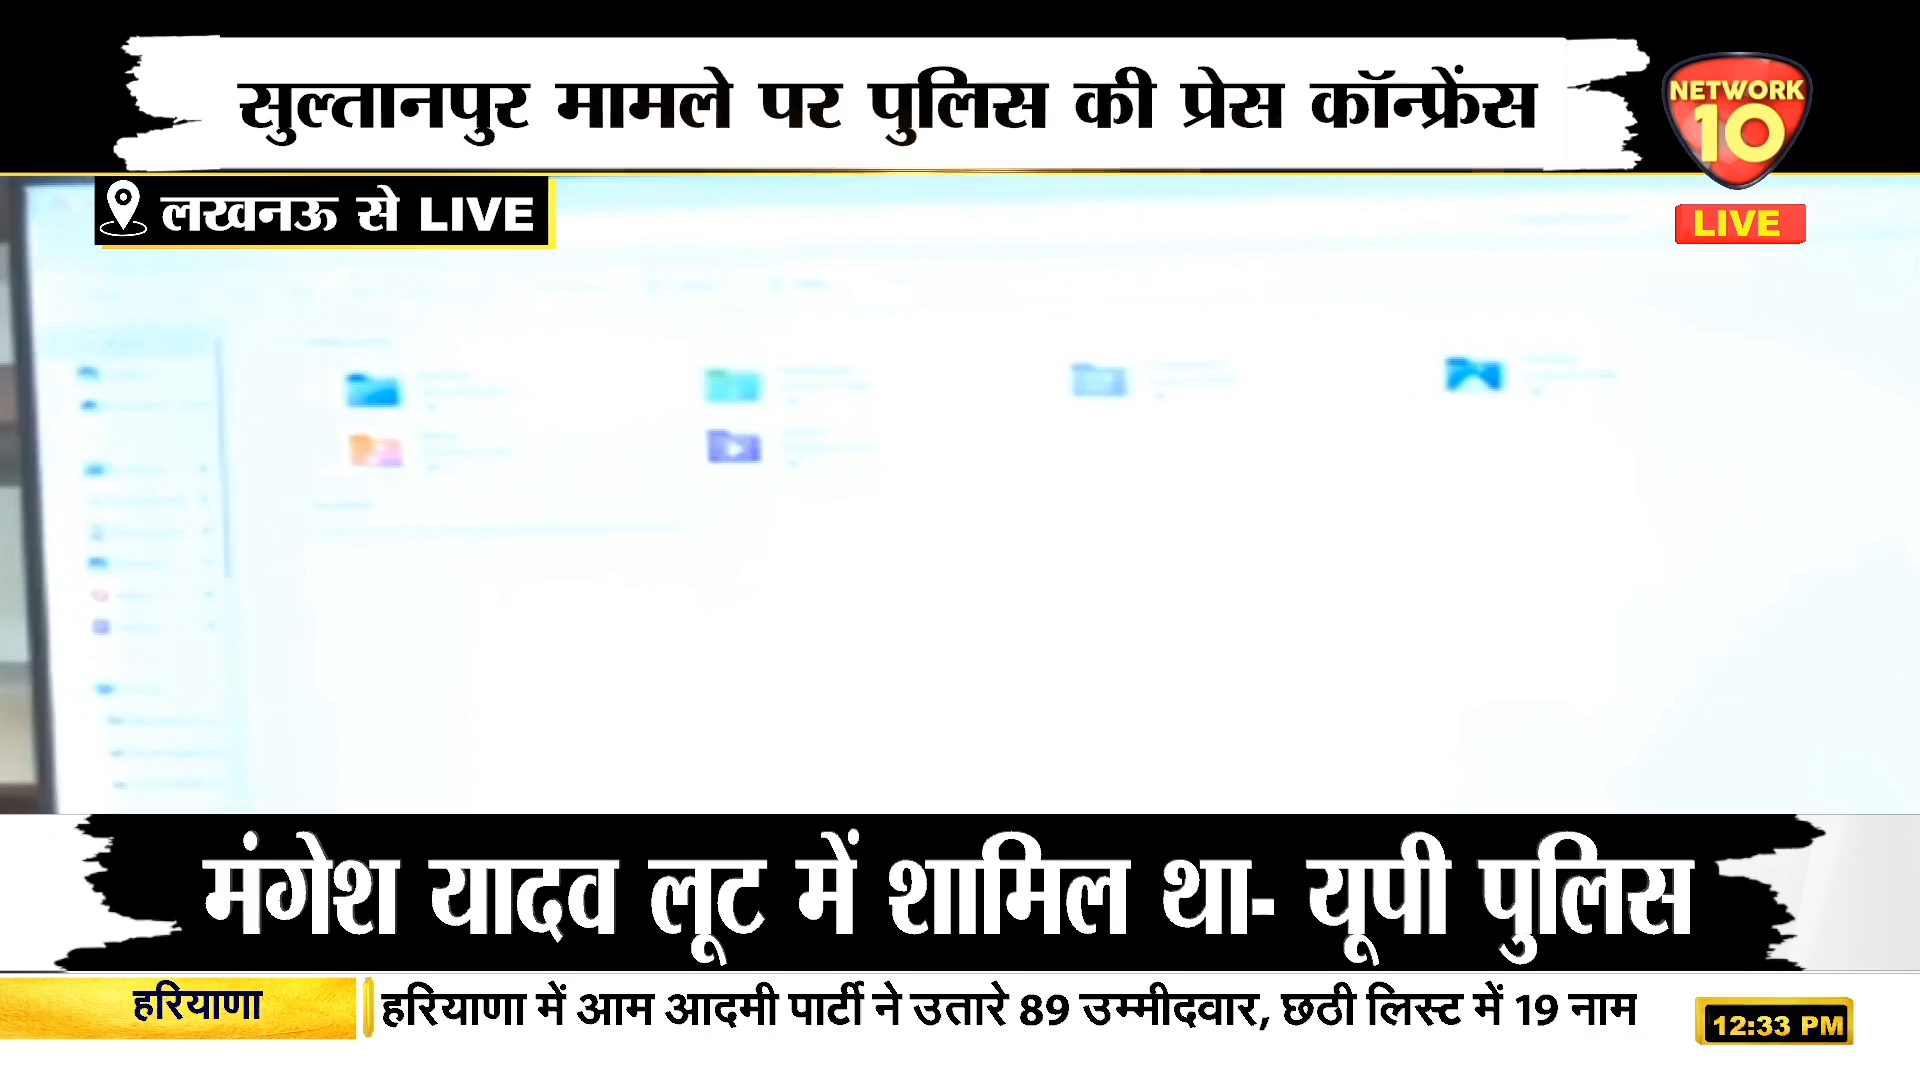 सुल्तानपुर मामले पर पुलिस की प्रेस कॉन्फ्रेंस
NETWORK
10
लखनऊ से LIVE
LIVE
मंगेश यादव लूट में शामिल था- यूपी पुलिस
हरियाणा
हरियाणा में आम आदमी पार्टी ने उतारे 89 उम्मीदवार, छठी लिस्ट में 19 नाम
12:33 PM